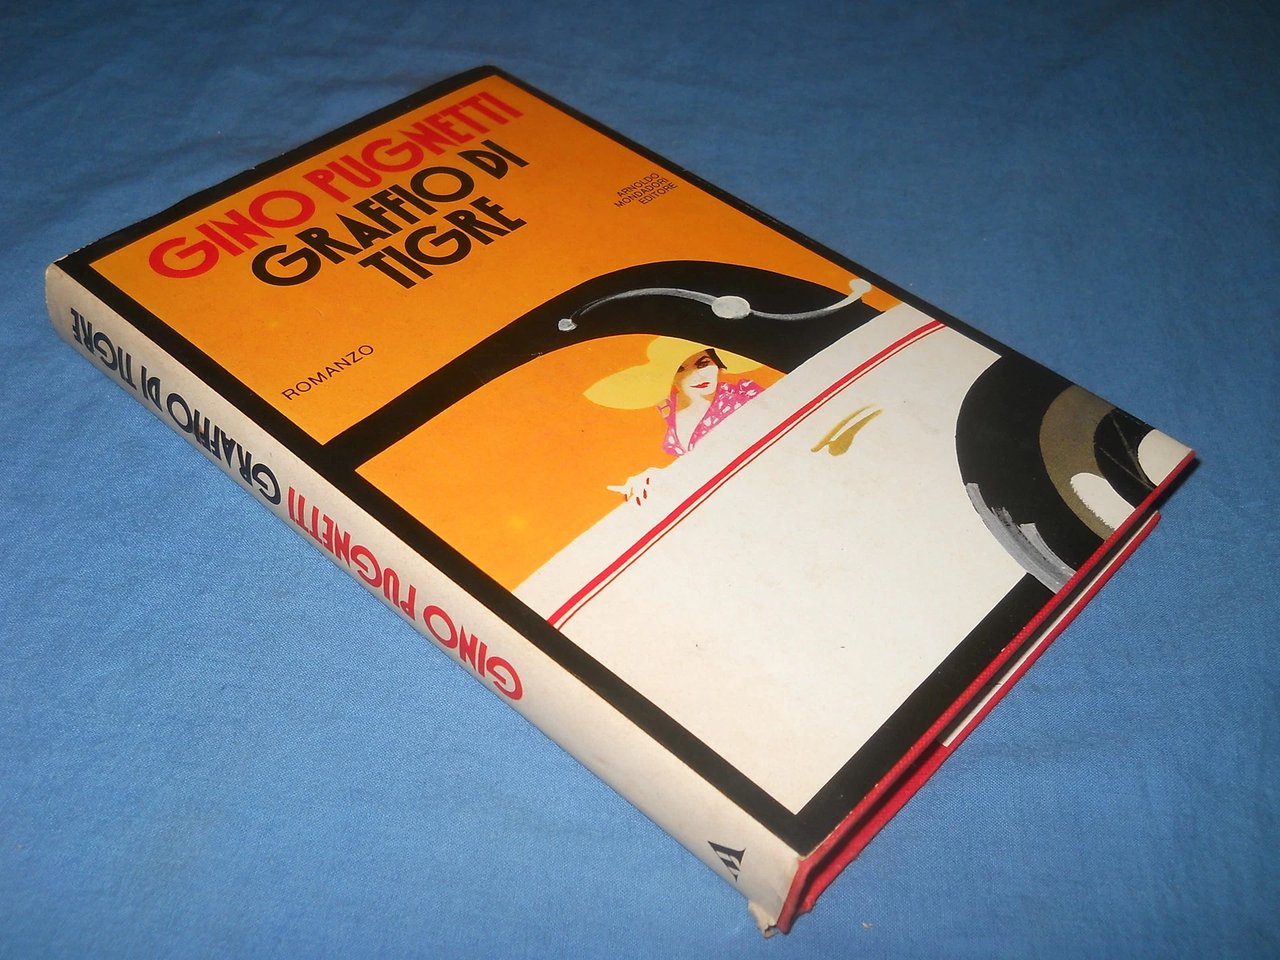 GINO PUGNETTI
GRAFFIO DI
TIGRE
ARNOLDO
MONDADORI
EDITORE
ROMANZO
GINO PUGNETTI GRAFFIO DI TIGRE